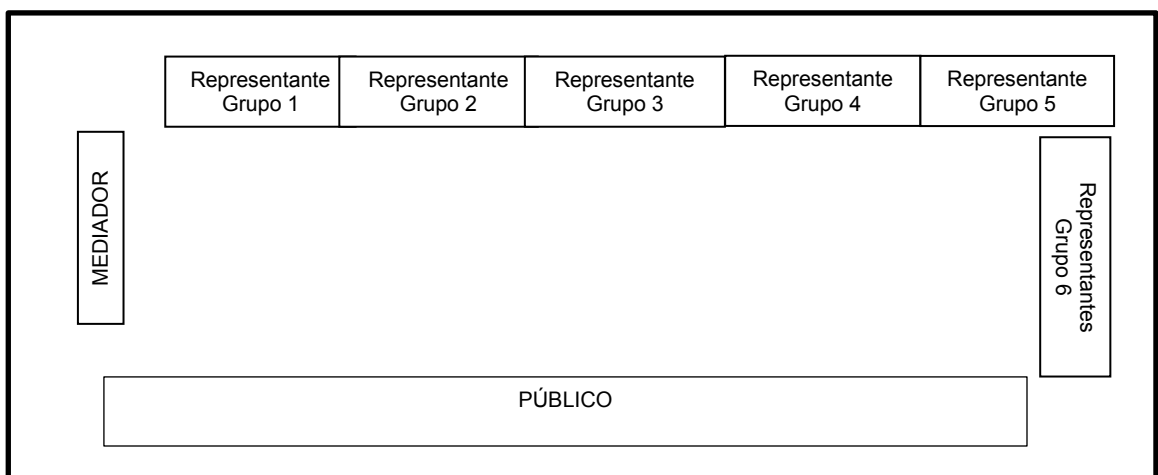 Representante
Grupo 1
Representante
Grupo 2
Representante
Grupo 3
Representante
Grupo 4
Representante
Grupo 5
MEDIADOR
Representantes
Grupo 6
PÚBLICO